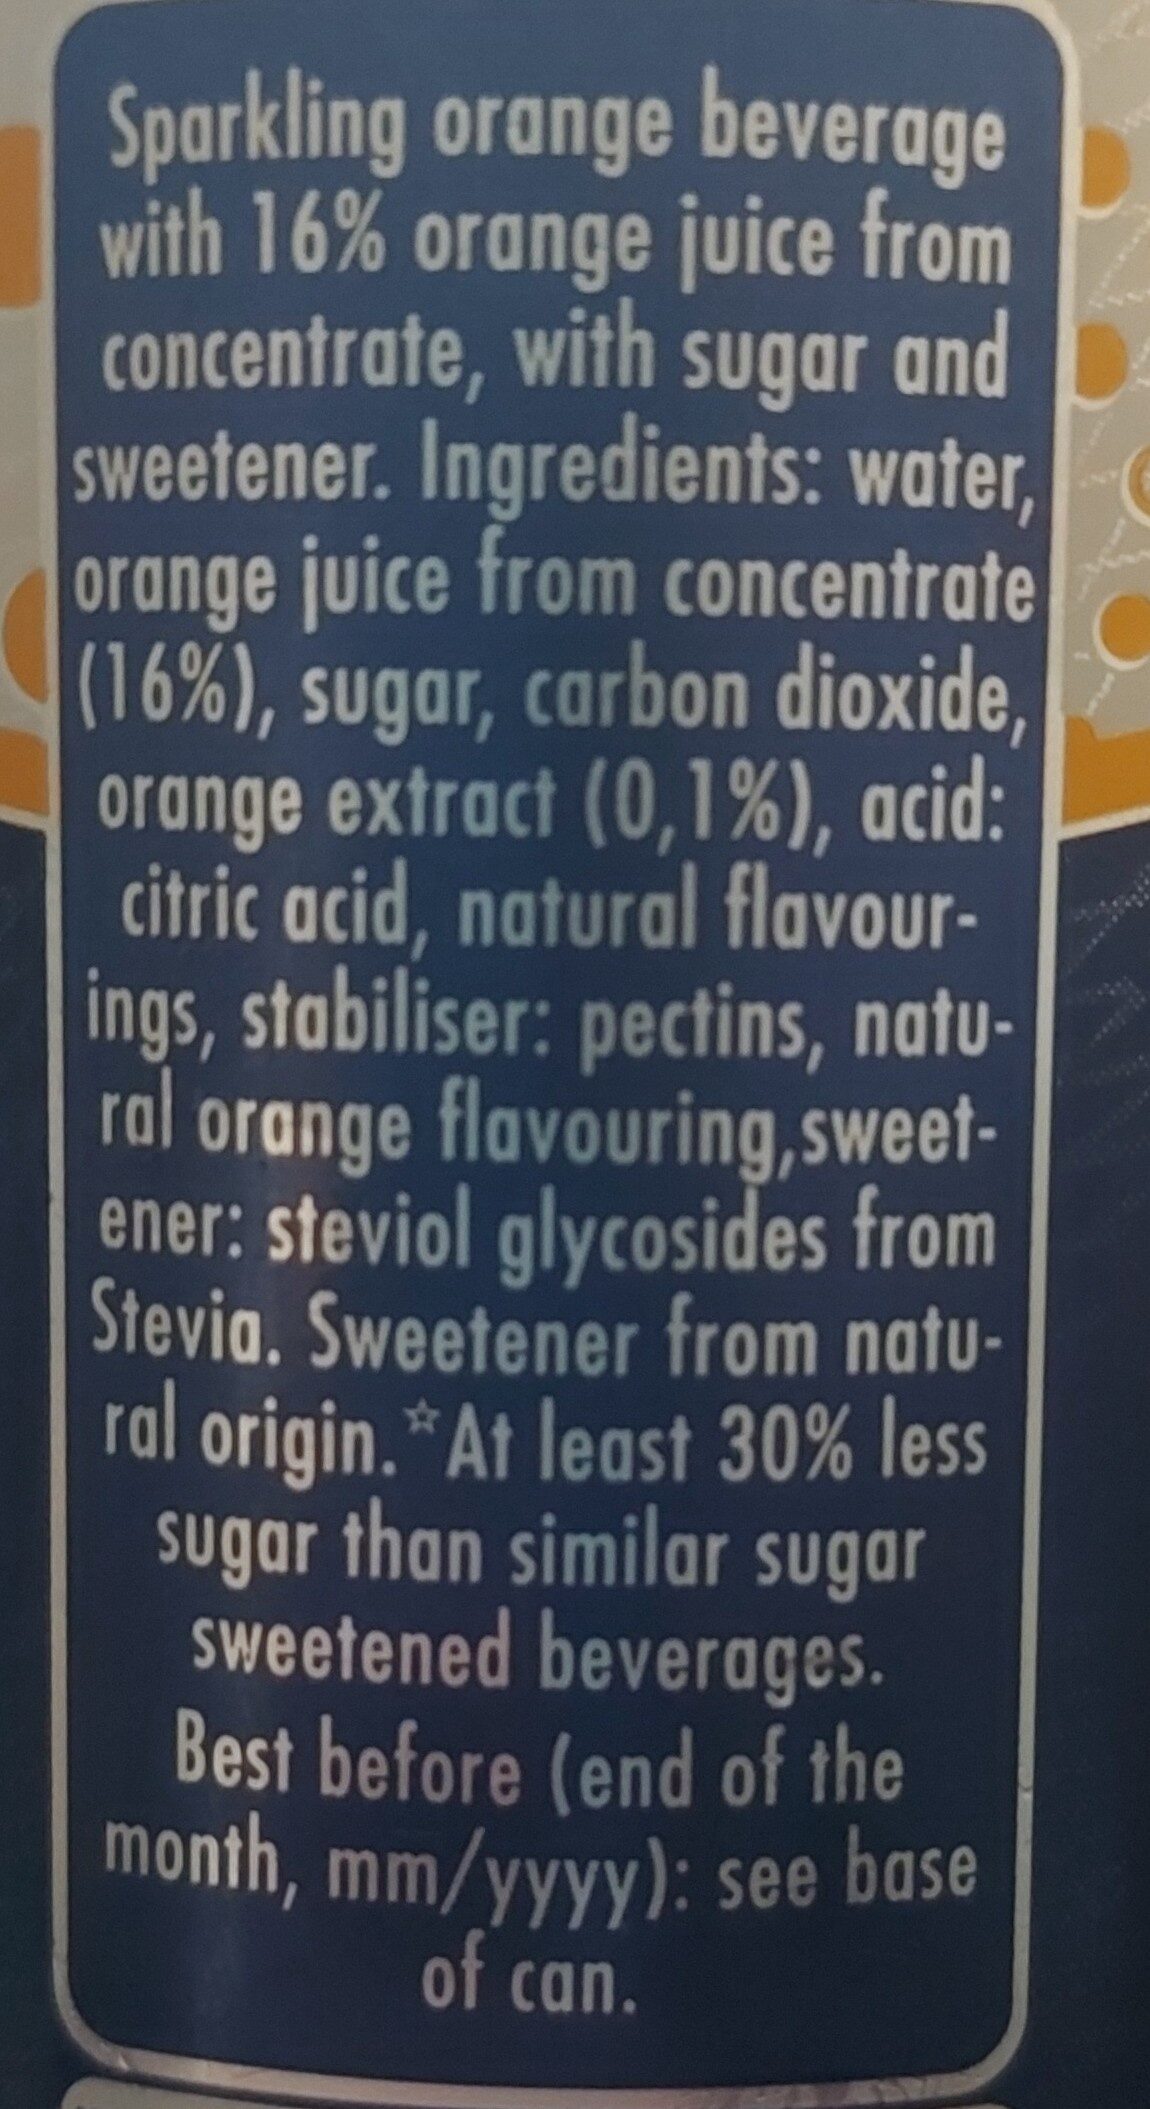 Sparkling orange beverage
with 16% orange juice from
concentrate, with sugar and
sweetener. Ingredients: water,
orange juice from concentrate
(16%), sugar, carbon dioxide,
orange extract (0,1%), acid:
citric acid, natural flavour-
ings, stabiliser: pectins, natu-
ral orange flavouring,sweet-
ener: steviol glycosides from
Stevia. Sweetener from natu-
ral origin. ☆At least 30% less
sugar than similar sugar
sweetened beverages.
Best before (end of the
month, mm/yyyy): see base
of can.